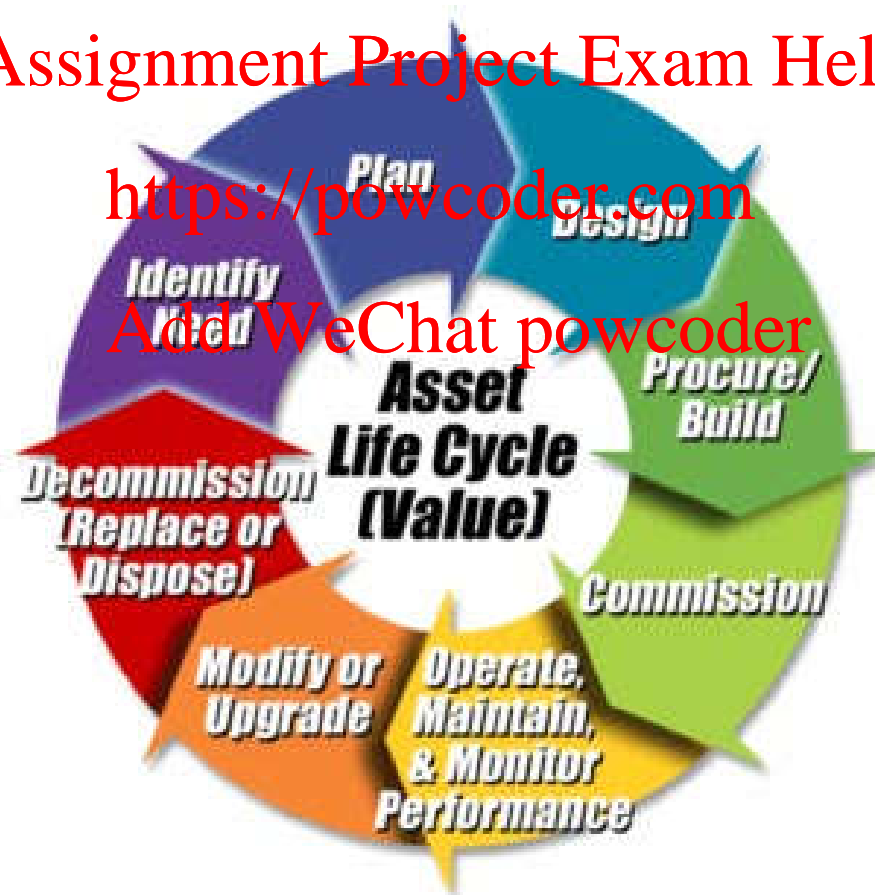 Assignment Project Exam Hel
https://powcoder.com
Add WeChat powcoder
Plan
Design
Identify
Need
Procure/
Build
Asset
Life Cycle
(Value)
Decommission
(Replace or
Dispose)
Commission
Modify or
Upgrade
Operate,
Maintain,
& Monitor
Performance